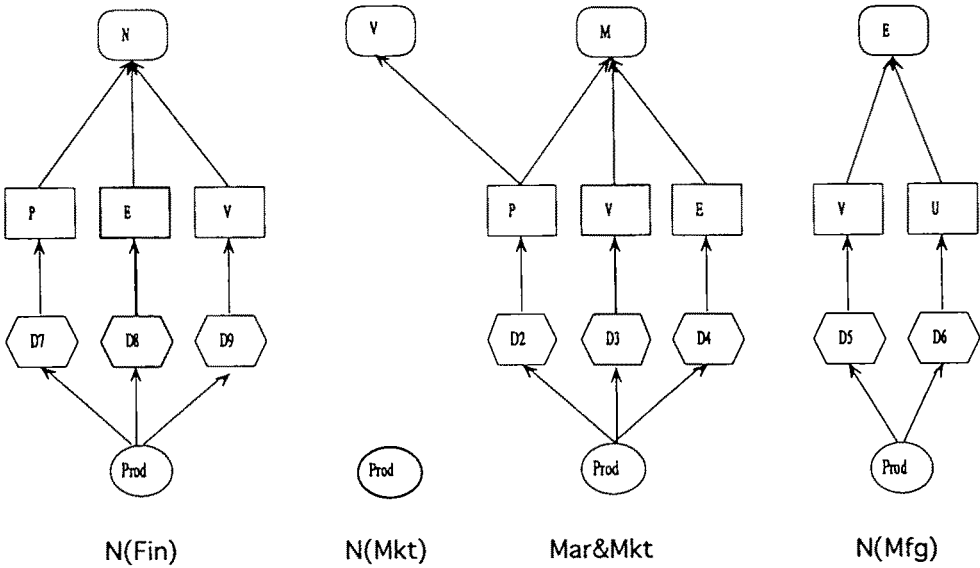 N
V
M
E
P
E
V
P
V
E
V
U
D7
D8
D9
D2
D3
D4
D5
D6
Prod
Prod
Prod
Prod
N(Fin)
N(Mkt)
Mar&Mkt
N(Mfg)